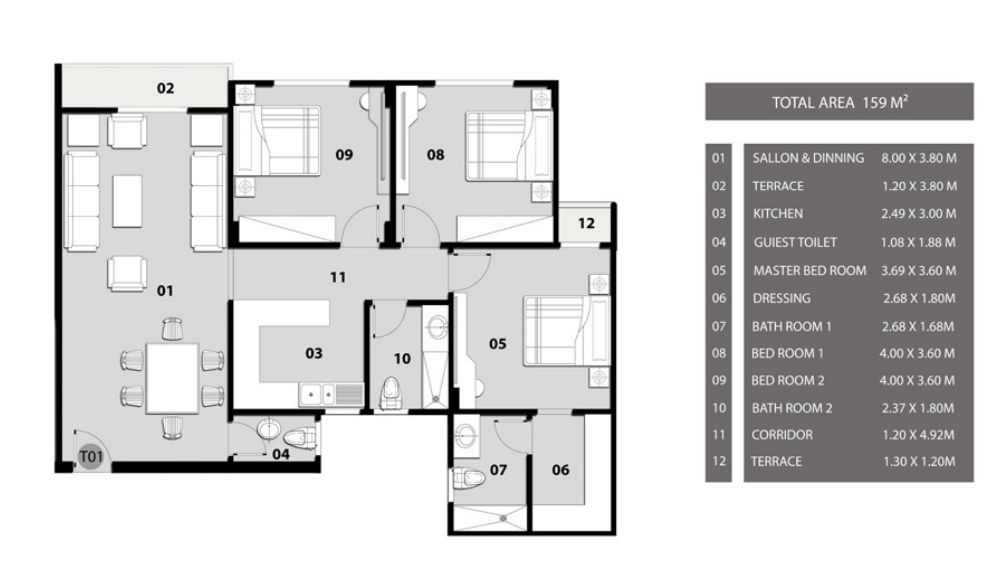 02
09
08
12
01
11
03
10
05
04
T01
07
06
TOTAL AREA 159 M²
01 SALLON & DINNING 8.00 X 3.80 M
02 TERRACE 1.20 X 3.80 M
03 KITCHEN 2.49 X 3.00 M
04 GUIEST TOILET 1.08 X 1.88 M
05 MASTER BED ROOM 3.69 X 3.60 M
06 DRESSING 2.68 X 1.80M
07 BATH ROOM 1 2.68 X 1.68M
08 BED ROOM 1 4.00 X 3.60 M
09 BED ROOM 2 4.00 X 3.60 M
10 BATH ROOM 2 2.37 X 1.80M
11 CORRIDOR 1.20 X 4.92M
12 TERRACE 1.30 X 1.20M